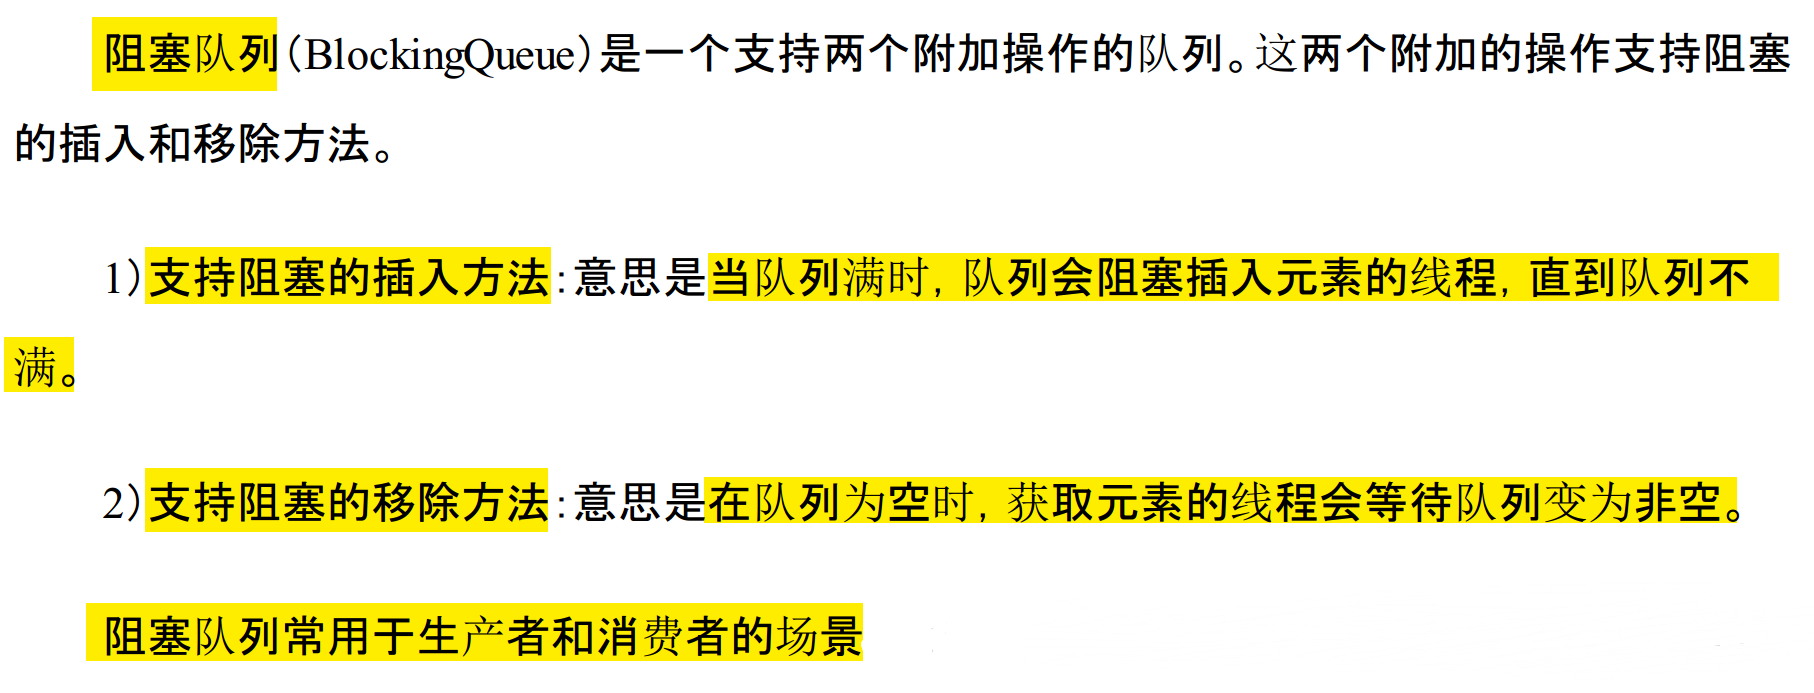 阻塞队列(BlockingQueue)是一个支持两个附加操作的队列。这两个附加的操作支持阻塞
的插入和移除方法。
1)支持阻塞的插入方法:意思是当队列满时,队列会阻塞插入元素的线程,直到队列不
满。
2)支持阻塞的移除方法:意思是在队列为空时,获取元素的线程会等待队列变为非空。
阻塞队列常用于生产者和消费者的场景